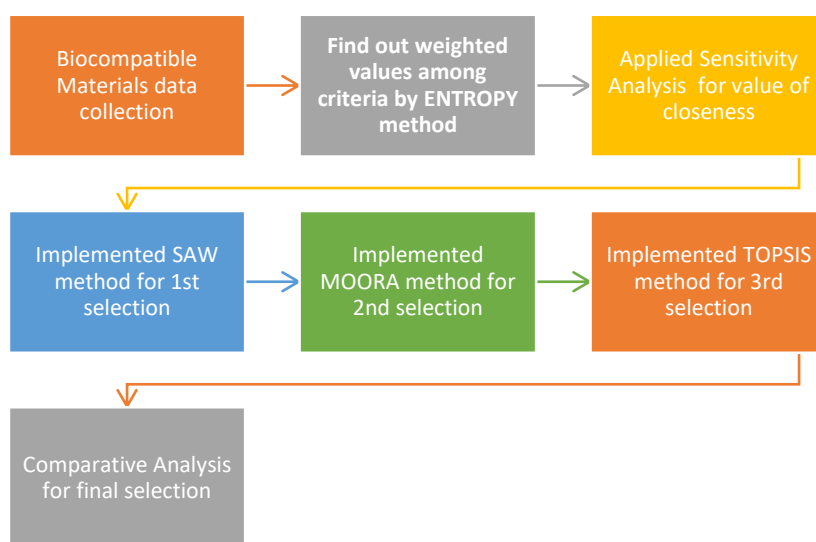 Biocompatible
Materials data
collection
Find out weighted
values among
criteria by ENTROPY
method
Applied Sensitivity
Analysis for value of
closeness
Implemented SAW
method for 1st
selection
Implemented
MOORA method for
2nd selection
Implemented TOPSIS
method for 3rd
selection
Comparative Analysis
for final selection